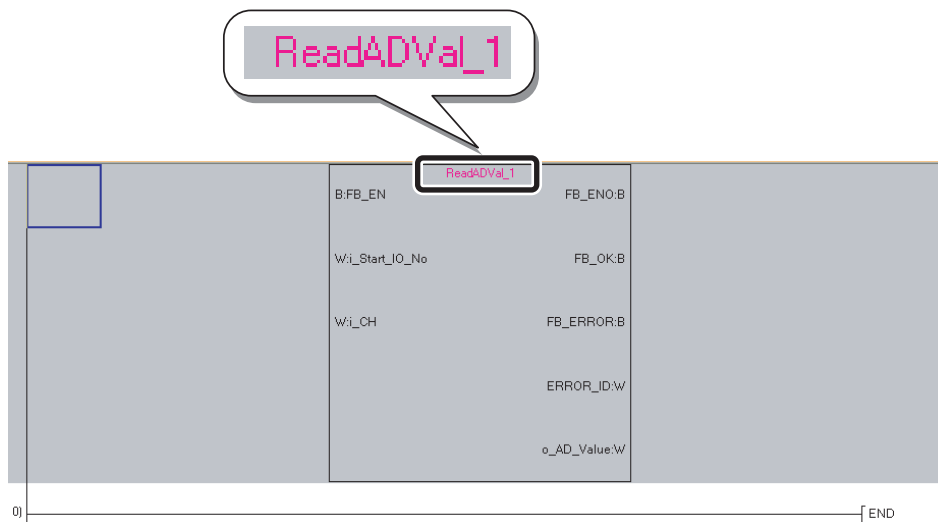 ReadADVal_1
ReadADVal_1
B:FB_EN FB_ENO:B
W:i_Start_IO_No FB_OK:B
W:i_CH FB_ERROR:B
ERROR_ID:W
o_AD_Value:W
0) END